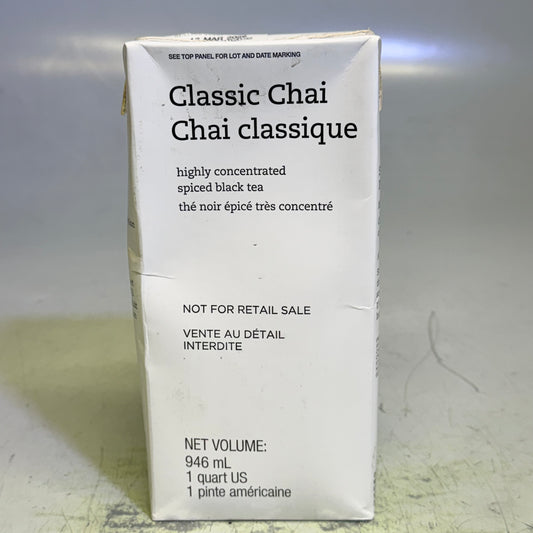 SEE TOP PANEL FOR LOT AND DATE MARKING
Classic Chai
Chai classique
highly concentrated
spiced black tea
thé noir épicé très concentré
NOT FOR RETAIL SALE
VENTE AU DÉTAIL
INTERDITE
NET VOLUME:
946 mL
1 quart US
1 pinte américaine